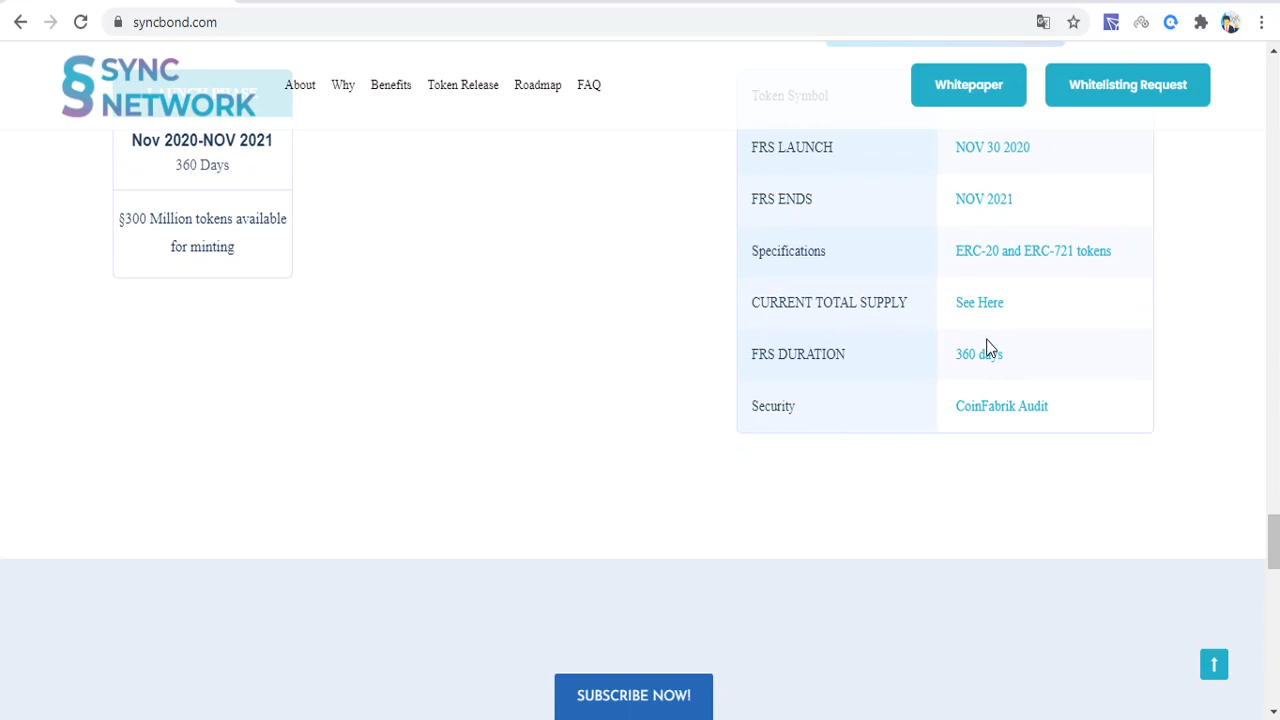 syncbond.com
SYNC
NETWORK
About Why Benefits Token Release Roadmap FAQ
Whitepaper
Whitelisting Request
LAUNCH PHASE
Nov 2020-NOV 2021
360 Days
§300 Million tokens available
for minting
Token Symbol
FRS LAUNCH NOV 30 2020
FRS ENDS NOV 2021
Specifications ERC-20 and ERC-721 tokens
CURRENT TOTAL SUPPLY See Here
FRS DURATION 360 days
Security CoinFabrik Audit
SUBSCRIBE NOW!